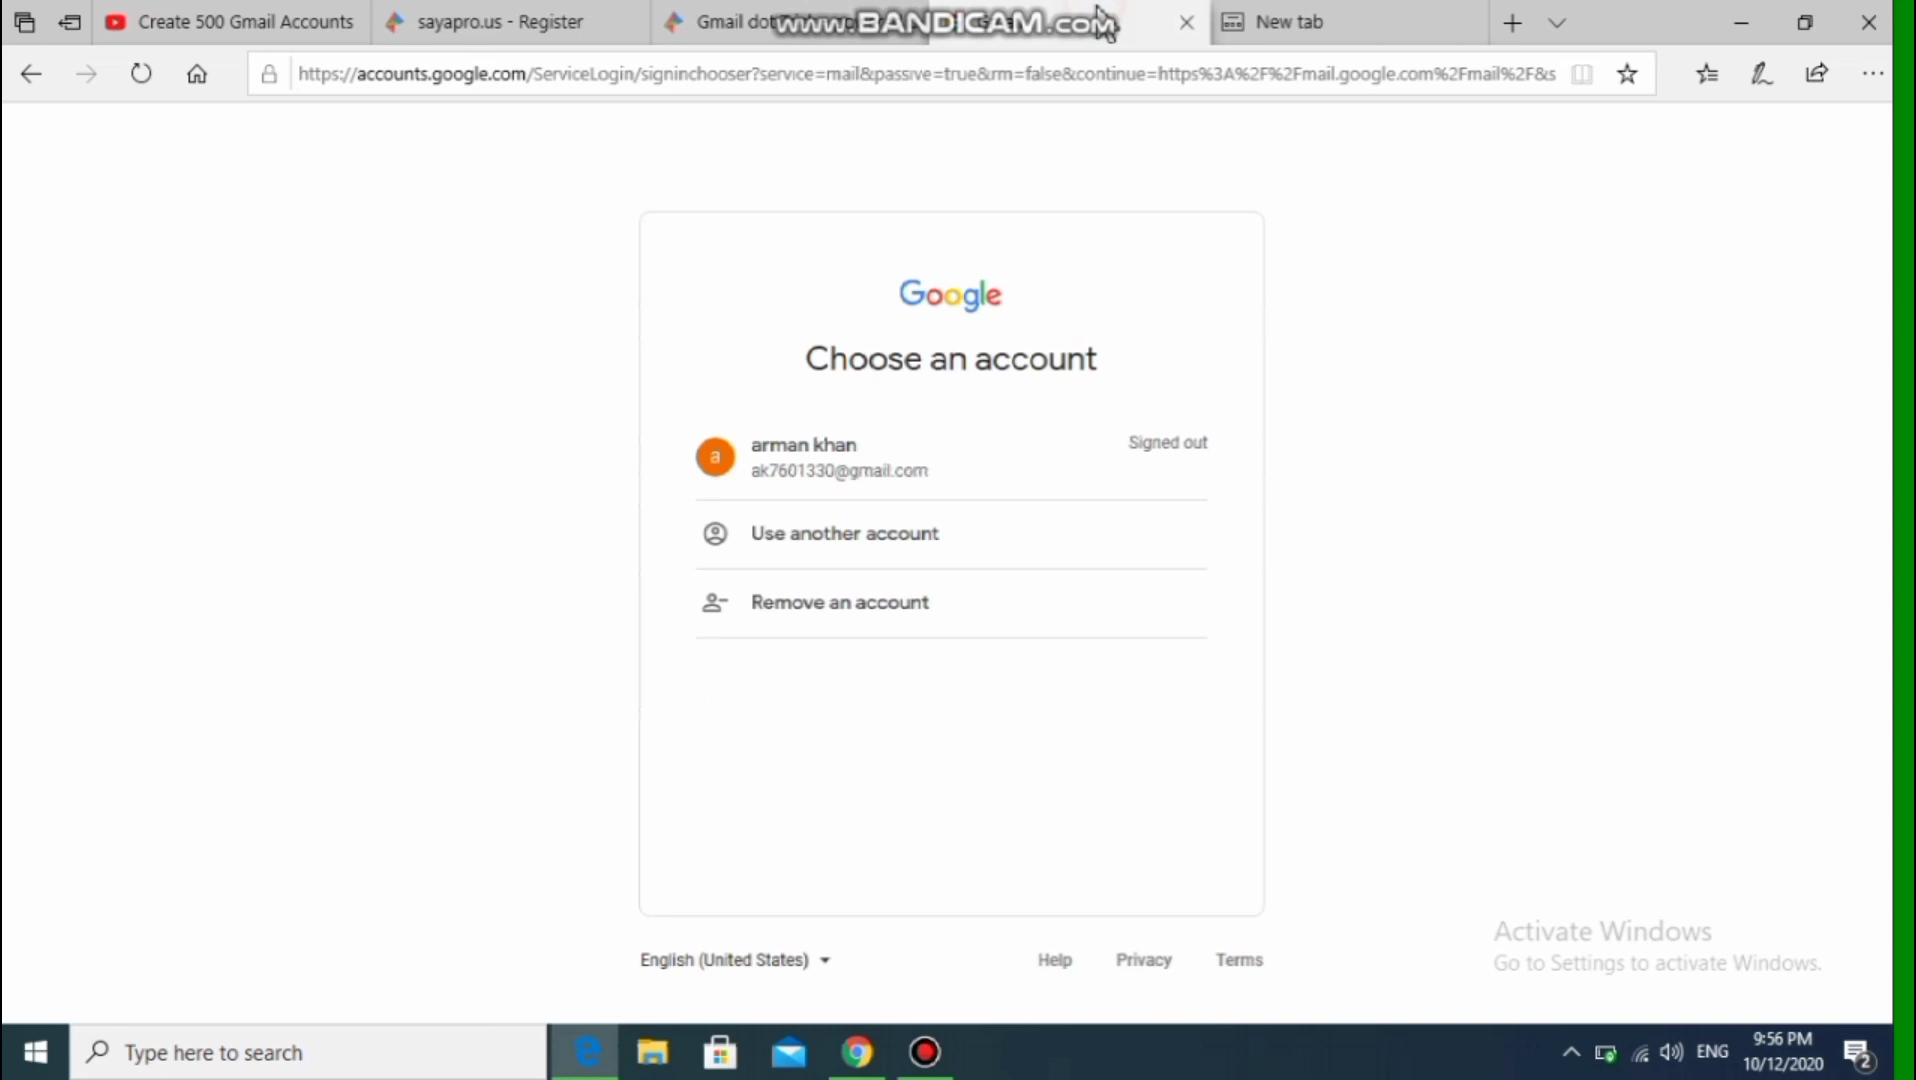 Create 500 Gmail Accounts
sayapro.us - Register
Gmail dot
www.BANDICAM.com
New tab
https://accounts.google.com/ServiceLogin/signinchooser?service=mail&passive=true&rm=false&continue=https%3A%2F%2Fmail.google.com%2Fmail%2F&s
Google
Choose an account
a
arman khan
Signed out
ak7601330@gmail.com
Use another account
Remove an account
English (United States)
Help
Privacy
Terms
Activate Windows
Go to Settings to activate Windows.
Type here to search
ENG
9:56 PM
10/12/2020
2